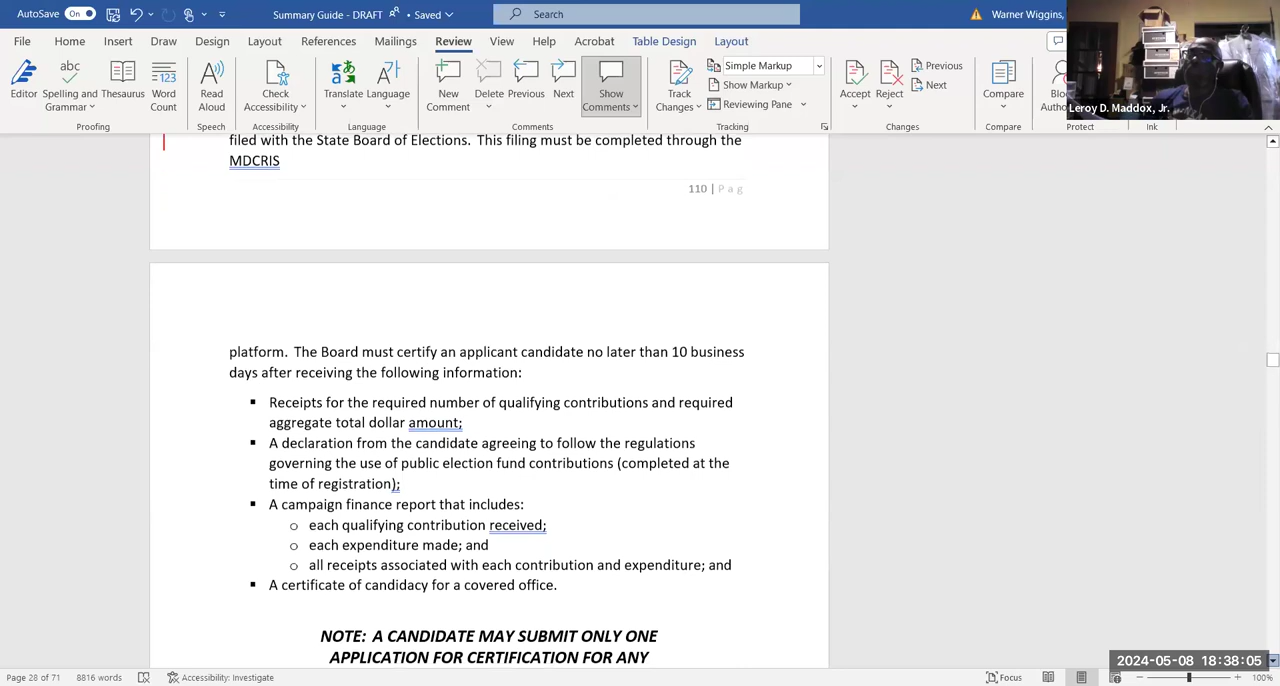 AutoSave On Summary Guide - DRAFT • Saved Search Warner Wiggins,
File Home Insert Draw Design Layout References Mailings Review View Help Acrobat Table Design Layout
Editor
Spelling and Grammar
Thesaurus
Word Count
Read Aloud
Check Accessibility
Translate
Language
New Comment
Delete
Previous
Next
Show Comments
Track Changes
Simple Markup
Show Markup
Reviewing Pane
Accept
Reject
Previous
Next
Compare
Leroy D. Maddox, Jr.
Proofing Speech Accessibility Language Comments Tracking Changes Compare Protect Ink
filed with the State Board of Elections. This filing must be completed through the
MDCRIS
110 | P a g
platform. The Board must certify an applicant candidate no later than 10 business
days after receiving the following information:
▪ Receipts for the required number of qualifying contributions and required
aggregate total dollar amount;
▪ A declaration from the candidate agreeing to follow the regulations
governing the use of public election fund contributions (completed at the
time of registration);
▪ A campaign finance report that includes:
o each qualifying contribution received;
o each expenditure made; and
o all receipts associated with each contribution and expenditure; and
▪ A certificate of candidacy for a covered office.
NOTE: A CANDIDATE MAY SUBMIT ONLY ONE
APPLICATION FOR CERTIFICATION FOR ANY
2024-05-08 18:38:05
Page 28 of 71 8816 words Accessibility: Investigate Focus 100%